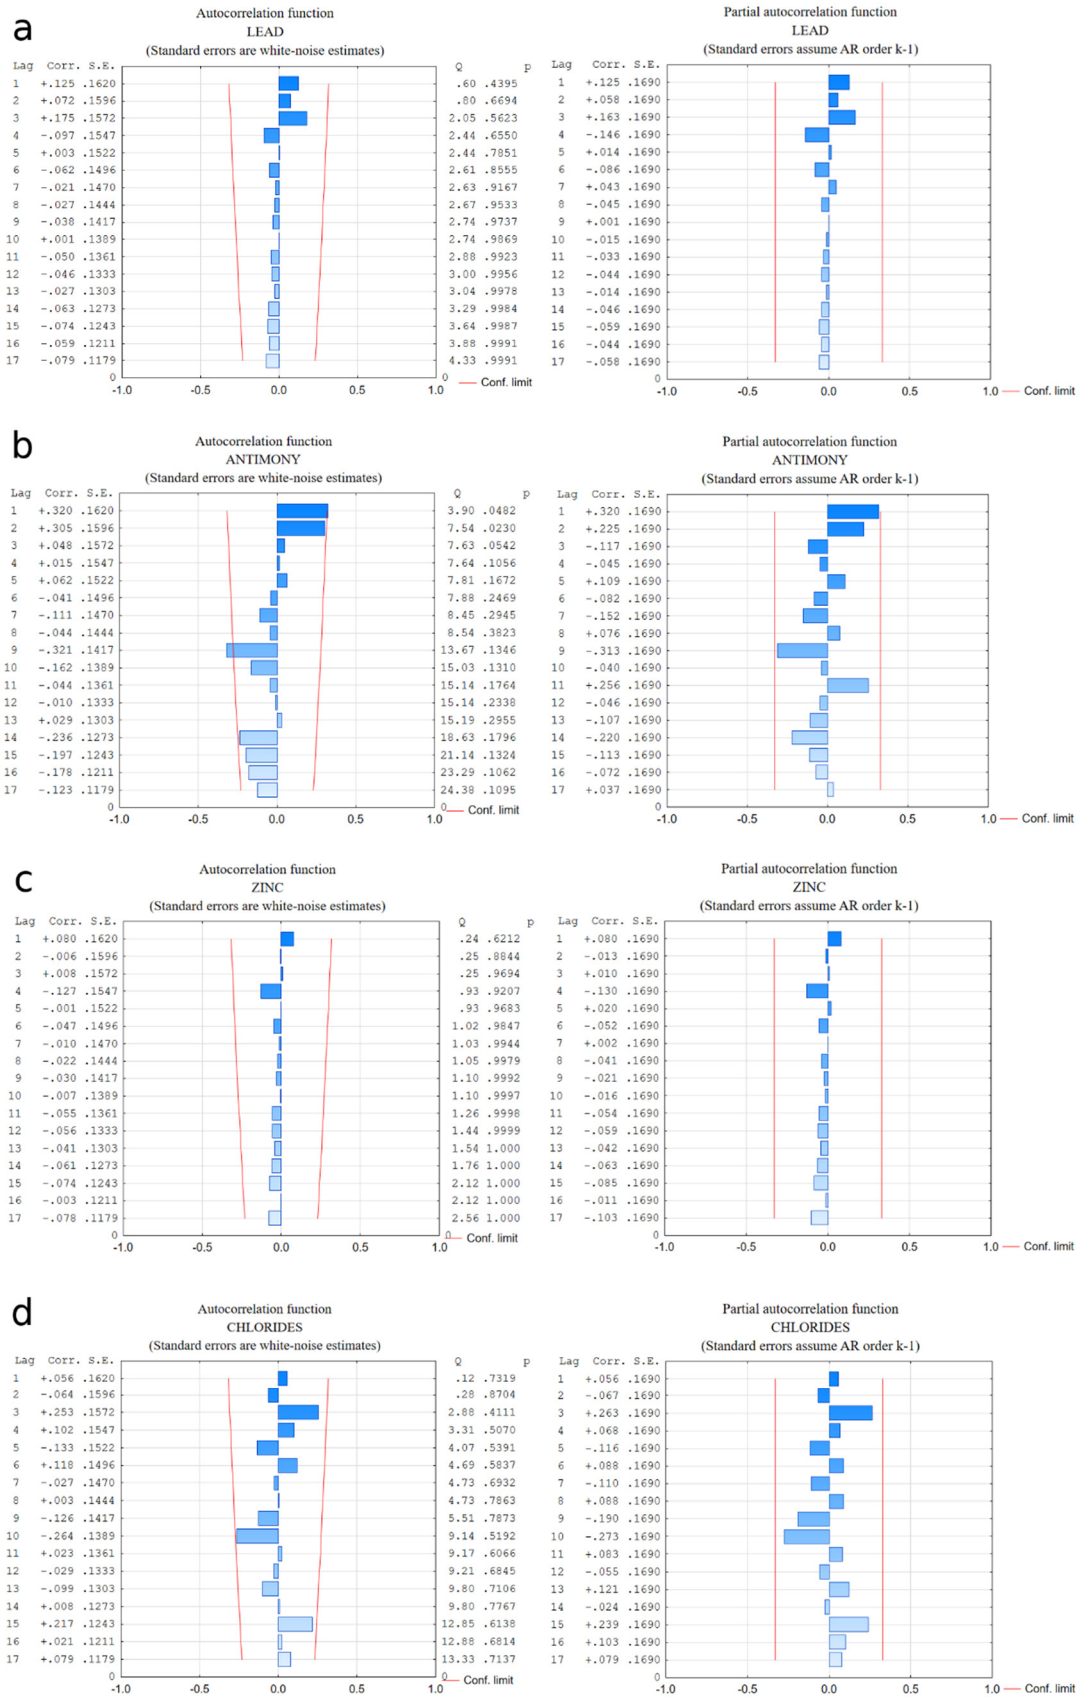 a
Autocorrelation function
LEAD
(Standard errors are white-noise estimates)
Lag Corr. S.E. Q p
1 +.125 .1620 .60 .4395
2 +.072 .1596 .80 .6694
3 +.175 .1572 2.05 .5623
4 -.097 .1547 2.44 .6550
5 +.003 .1522 2.44 .7851
6 -.062 .1496 2.61 .8555
7 -.021 .1470 2.63 .9167
8 -.027 .1444 2.67 .9533
9 -.038 .1417 2.74 .9737
10 +.001 .1389 2.74 .9869
11 -.050 .1361 2.88 .9923
12 -.046 .1333 3.00 .9956
13 -.027 .1303 3.04 .9978
14 -.063 .1273 3.29 .9984
15 -.074 .1243 3.64 .9987
16 -.059 .1211 3.88 .9991
17 -.079 .1179 4.33 .9991
0 0
-1.0 -0.5 0.0 0.5 1.0
Conf. limit
Partial autocorrelation function
LEAD
(Standard errors assume AR order k-1)
Lag Corr. S.E.
1 +.125 .1690
2 +.058 .1690
3 +.163 .1690
4 -.146 .1690
5 +.014 .1690
6 -.086 .1690
7 +.043 .1690
8 -.045 .1690
9 +.001 .1690
10 -.015 .1690
11 -.033 .1690
12 -.044 .1690
13 -.014 .1690
14 -.046 .1690
15 -.059 .1690
16 -.044 .1690
17 -.058 .1690
0
-1.0 -0.5 0.0 0.5 1.0
Conf. limit
b
Autocorrelation function
ANTIMONY
(Standard errors are white-noise estimates)
Lag Corr. S.E. Q p
1 +.320 .1620 3.90 .0482
2 +.305 .1596 7.54 .0230
3 +.048 .1572 7.63 .0542
4 +.015 .1547 7.64 .1056
5 +.062 .1522 7.81 .1672
6 -.041 .1496 7.88 .2469
7 -.111 .1470 8.45 .2945
8 -.044 .1444 8.54 .3823
9 -.321 .1417 13.67 .1346
10 -.162 .1389 15.03 .1310
11 -.044 .1361 15.14 .1764
12 -.010 .1333 15.14 .2338
13 +.029 .1303 15.19 .2955
14 -.236 .1273 18.63 .1796
15 -.197 .1243 21.14 .1324
16 -.178 .1211 23.29 .1062
17 -.123 .1179 24.38 .1095
0 0
-1.0 -0.5 0.0 0.5 1.0
Conf. limit
Partial autocorrelation function
ANTIMONY
(Standard errors assume AR order k-1)
Lag Corr. S.E.
1 +.320 .1690
2 +.225 .1690
3 -.117 .1690
4 -.045 .1690
5 +.109 .1690
6 -.082 .1690
7 -.152 .1690
8 +.076 .1690
9 -.313 .1690
10 -.040 .1690
11 +.256 .1690
12 -.046 .1690
13 -.107 .1690
14 -.220 .1690
15 -.113 .1690
16 -.072 .1690
17 +.037 .1690
0
-1.0 -0.5 0.0 0.5 1.0
Conf. limit
c
Autocorrelation function
ZINC
(Standard errors are white-noise estimates)
Lag Corr. S.E. Q p
1 +.080 .1620 .24 .6212
2 -.006 .1596 .25 .8844
3 +.008 .1572 .25 .9694
4 -.127 .1547 .93 .9207
5 -.001 .1522 .93 .9683
6 -.047 .1496 1.02 .9847
7 -.010 .1470 1.03 .9944
8 -.022 .1444 1.05 .9979
9 -.030 .1417 1.10 .9992
10 -.007 .1389 1.10 .9997
11 -.055 .1361 1.26 .9998
12 -.056 .1333 1.44 .9999
13 -.041 .1303 1.54 1.000
14 -.061 .1273 1.76 1.000
15 -.074 .1243 2.12 1.000
16 -.003 .1211 2.12 1.000
17 -.078 .1179 2.56 1.000
0 0
-1.0 -0.5 0.0 0.5 1.0
Conf. limit
Partial autocorrelation function
ZINC
(Standard errors assume AR order k-1)
Lag Corr. S.E.
1 +.080 .1690
2 -.013 .1690
3 +.010 .1690
4 -.130 .1690
5 +.020 .1690
6 -.052 .1690
7 +.002 .1690
8 -.041 .1690
9 -.021 .1690
10 -.016 .1690
11 -.054 .1690
12 -.059 .1690
13 -.042 .1690
14 -.063 .1690
15 -.085 .1690
16 -.011 .1690
17 -.103 .1690
0
-1.0 -0.5 0.0 0.5 1.0
Conf. limit
d
Autocorrelation function
CHLORIDES
(Standard errors are white-noise estimates)
Lag Corr. S.E. Q p
1 +.056 .1620 .12 .7319
2 -.064 .1596 .28 .8704
3 +.253 .1572 2.88 .4111
4 +.102 .1547 3.31 .5070
5 -.133 .1522 4.07 .5391
6 +.118 .1496 4.69 .5837
7 -.027 .1470 4.73 .6932
8 +.003 .1444 4.73 .7863
9 -.126 .1417 5.51 .7873
10 -.264 .1389 9.14 .5192
11 +.023 .1361 9.17 .6066
12 -.029 .1333 9.21 .6845
13 -.099 .1303 9.80 .7106
14 +.008 .1273 9.80 .7767
15 +.217 .1243 12.85 .6138
16 +.021 .1211 12.88 .6814
17 +.079 .1179 13.33 .7137
0 0
-1.0 -0.5 0.0 0.5 1.0
Conf. limit
Partial autocorrelation function
CHLORIDES
(Standard errors assume AR order k-1)
Lag Corr. S.E.
1 +.056 .1690
2 -.067 .1690
3 +.263 .1690
4 +.068 .1690
5 -.116 .1690
6 +.088 .1690
7 -.110 .1690
8 +.088 .1690
9 -.190 .1690
10 -.273 .1690
11 +.083 .1690
12 -.055 .1690
13 +.121 .1690
14 -.024 .1690
15 +.239 .1690
16 +.103 .1690
17 +.079 .1690
0
-1.0 -0.5 0.0 0.5 1.0
Conf. limit